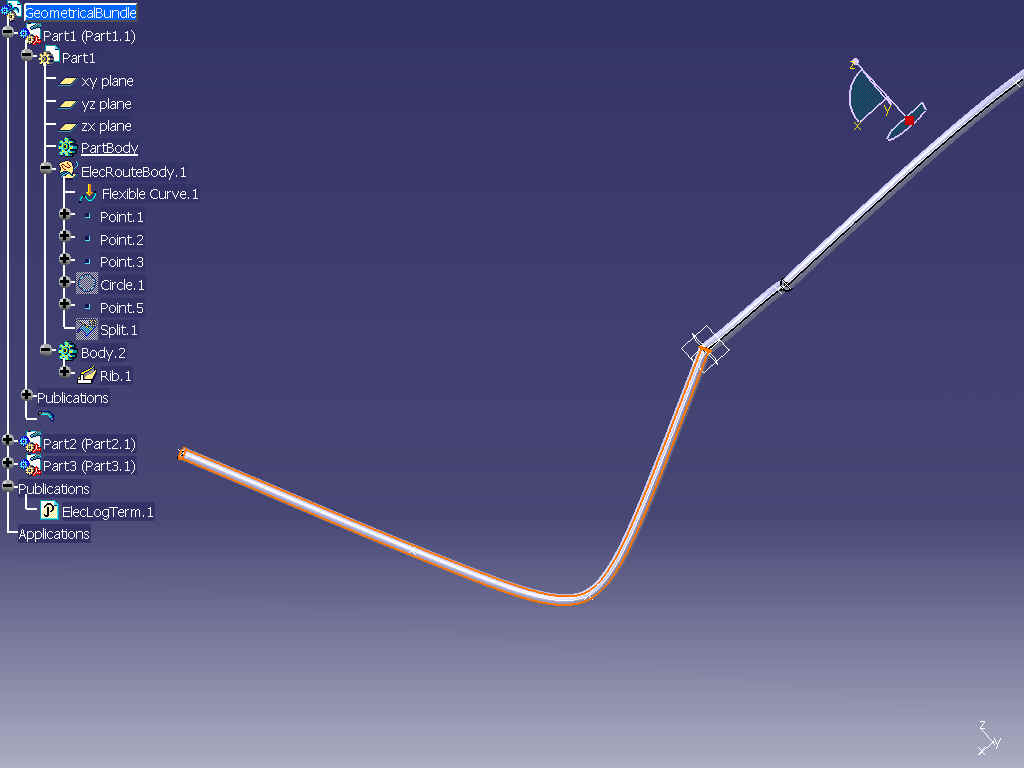 GeometricalBundle
Part1 (Part1.1)
Part1
xy plane
yz plane
zx plane
PartBody
ElecRouteBody.1
Flexible Curve.1
Point.1
Point.2
Point.3
Circle.1
Point.5
Split.1
Body.2
Rib.1
Publications
Part2 (Part2.1)
Part3 (Part3.1)
Publications
ElecLogTerm.1
Applications
z
y
x
z
y
x